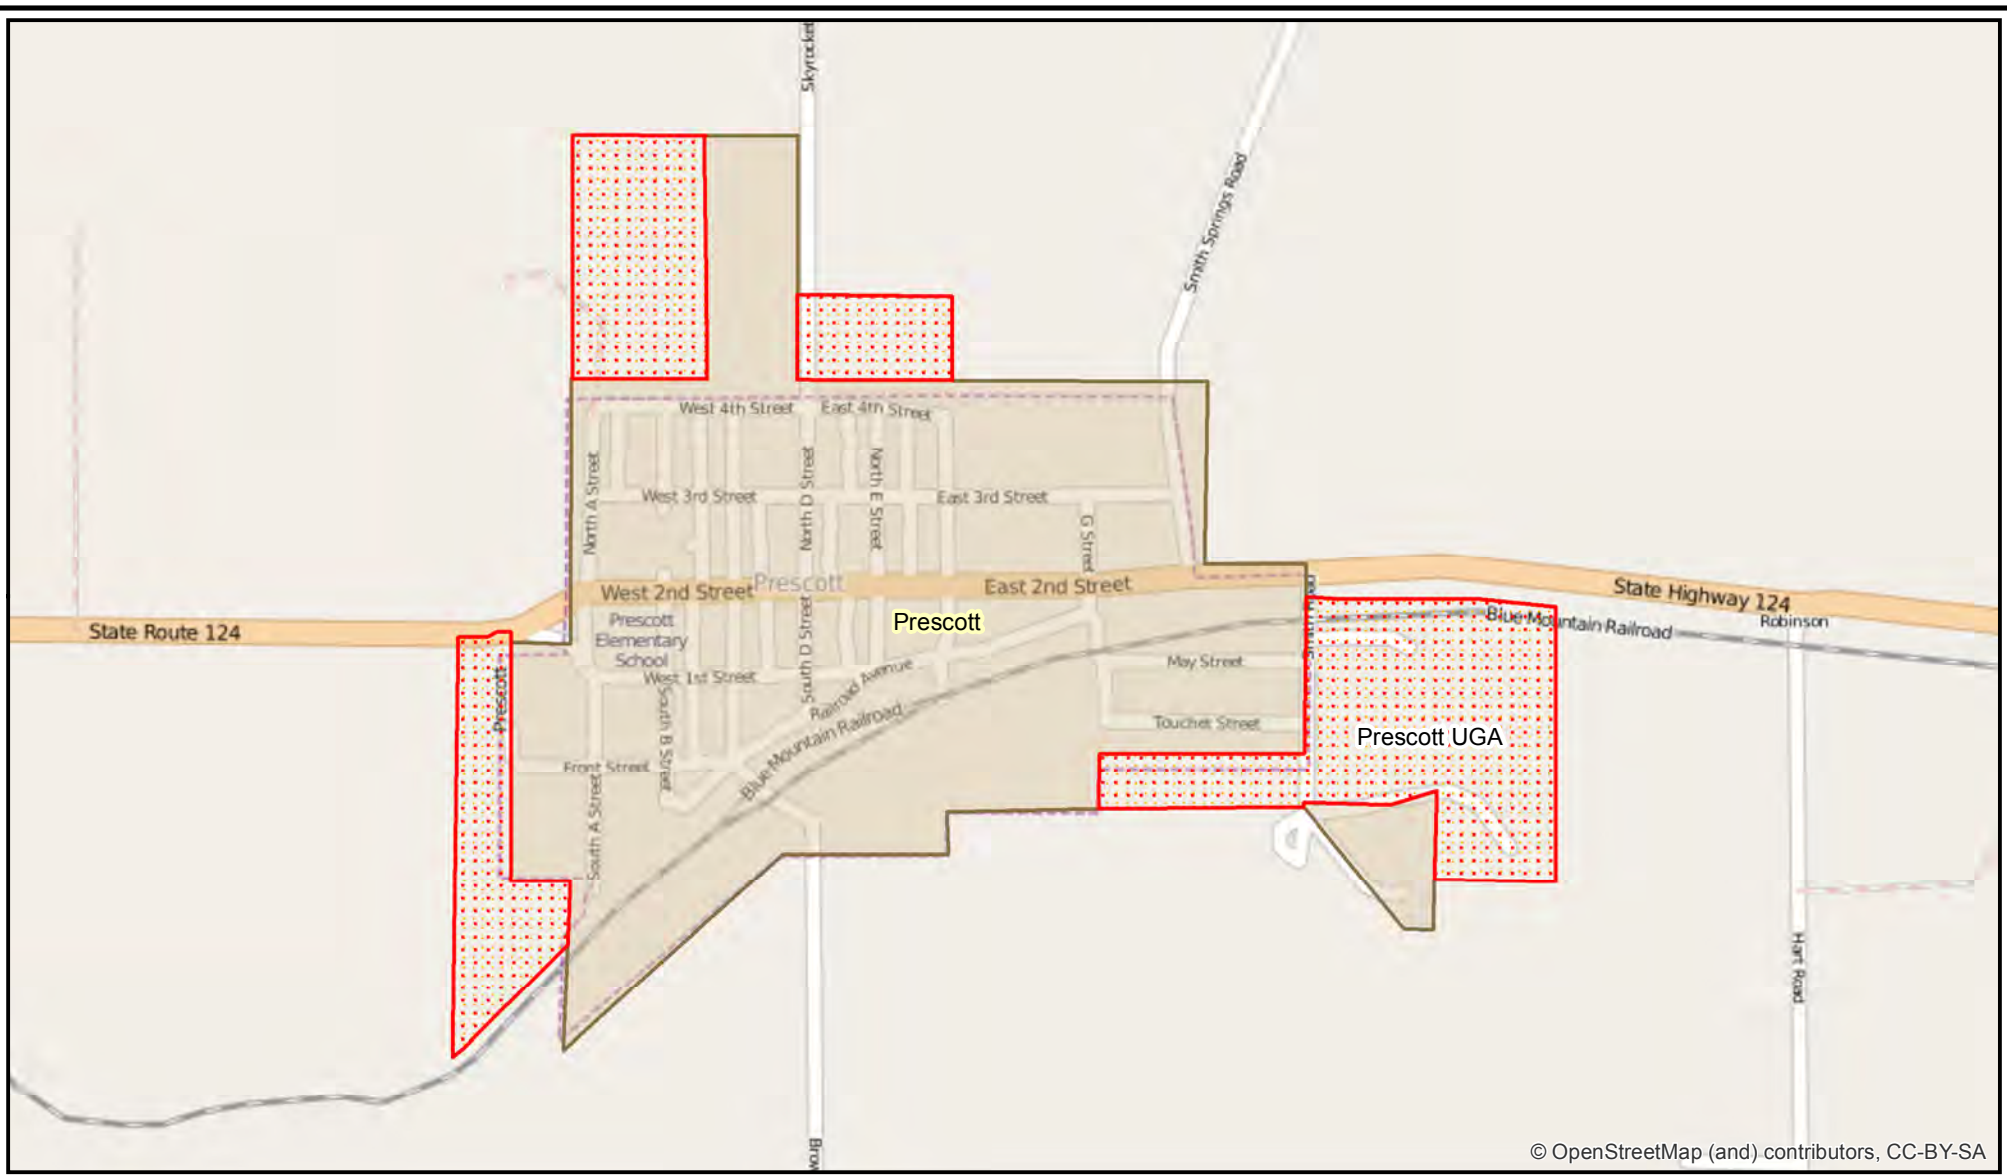 Skyrocket
Smith Springs Road
West 4th Street
East 4th Street
North A Street
West 3rd Street
North D Street
North E Street
East 3rd Street
G Street
West 2nd Street
Prescott
East 2nd Street
State Highway 124
Robinson
State Route 124
Prescott
Elementary
School
Prescott
Blue Mountain Railroad
Prescott
West 1st Street
South D Street
Railroad Avenue
May Street
South B Street
Blue Mountain Railroad
Touchet Street
Prescott UGA
Front Street
South A Street
Hart Road
Brow
© OpenStreetMap (and) contributors, CC-BY-SA